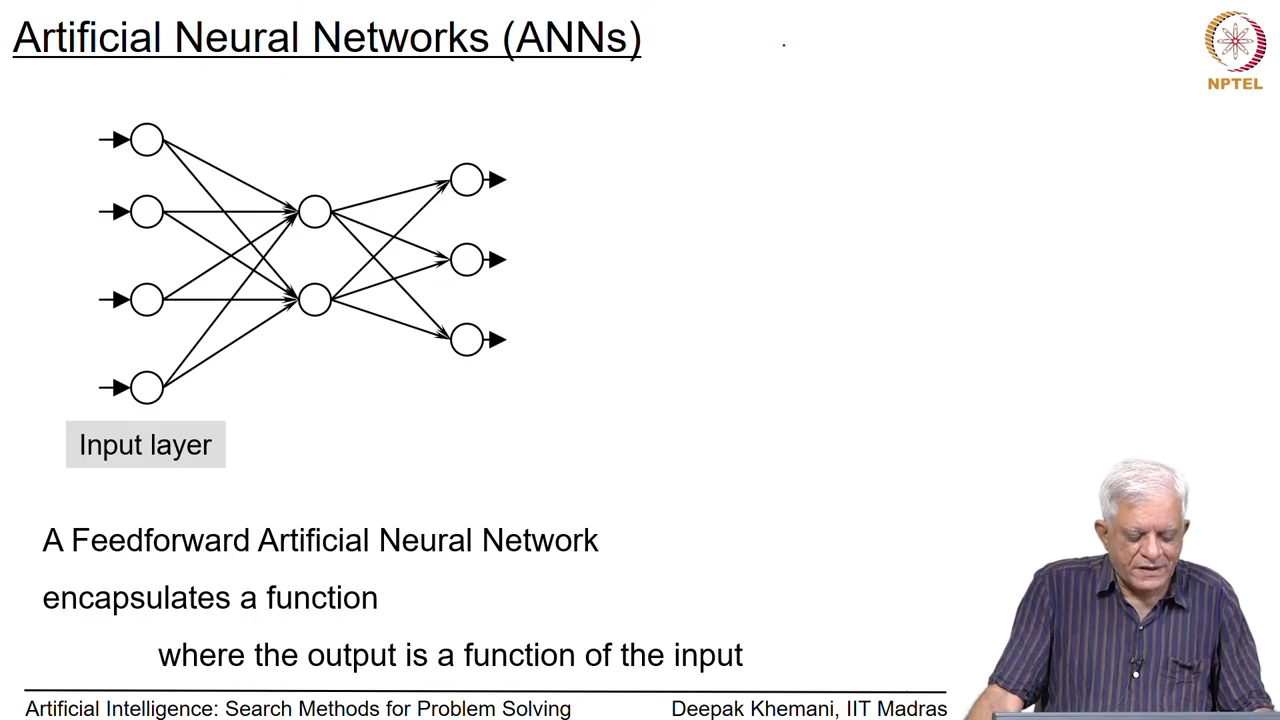 Artificial Neural Networks (ANNs)
NPTEL
Input layer
A Feedforward Artificial Neural Network
encapsulates a function
where the output is a function of the input
Artificial Intelligence: Search Methods for Problem Solving
Deepak Khemani, IIT Madras